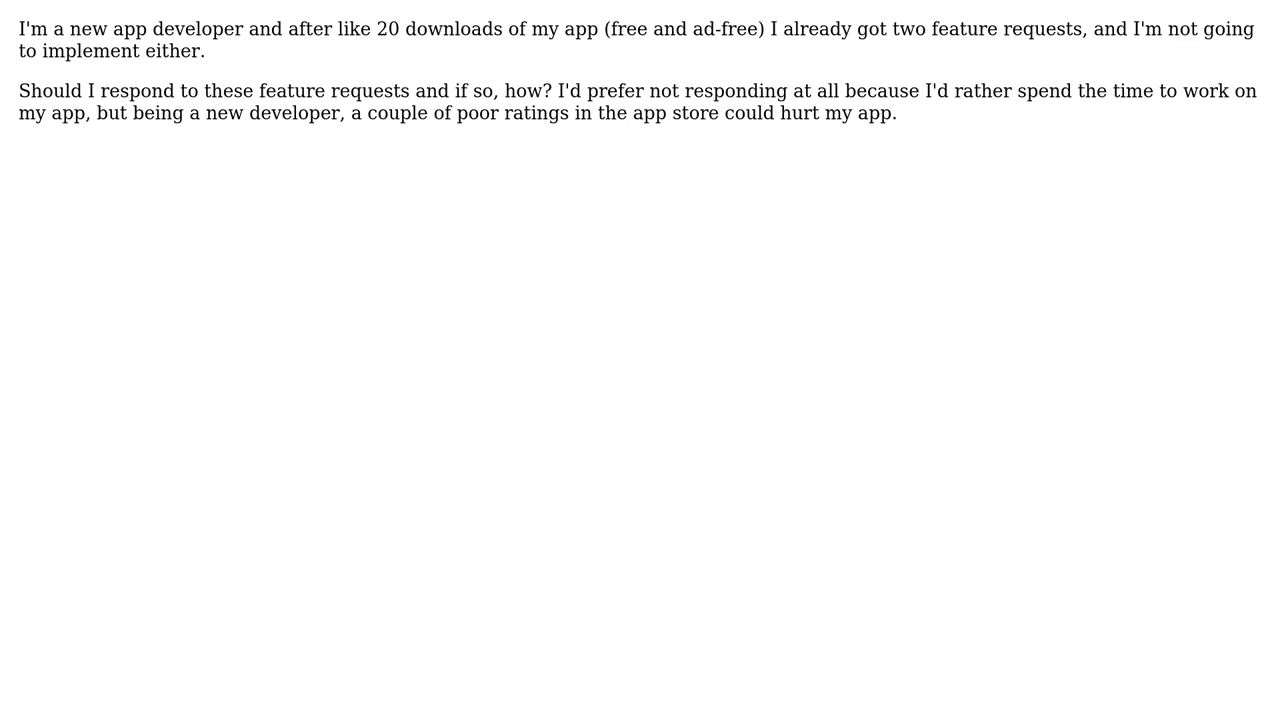 I'm a new app developer and after like 20 downloads of my app (free and ad-free) I already got two feature requests, and I'm not going
to implement either.
Should I respond to these feature requests and if so, how? I'd prefer not responding at all because I'd rather spend the time to work on
my app, but being a new developer, a couple of poor ratings in the app store could hurt my app.